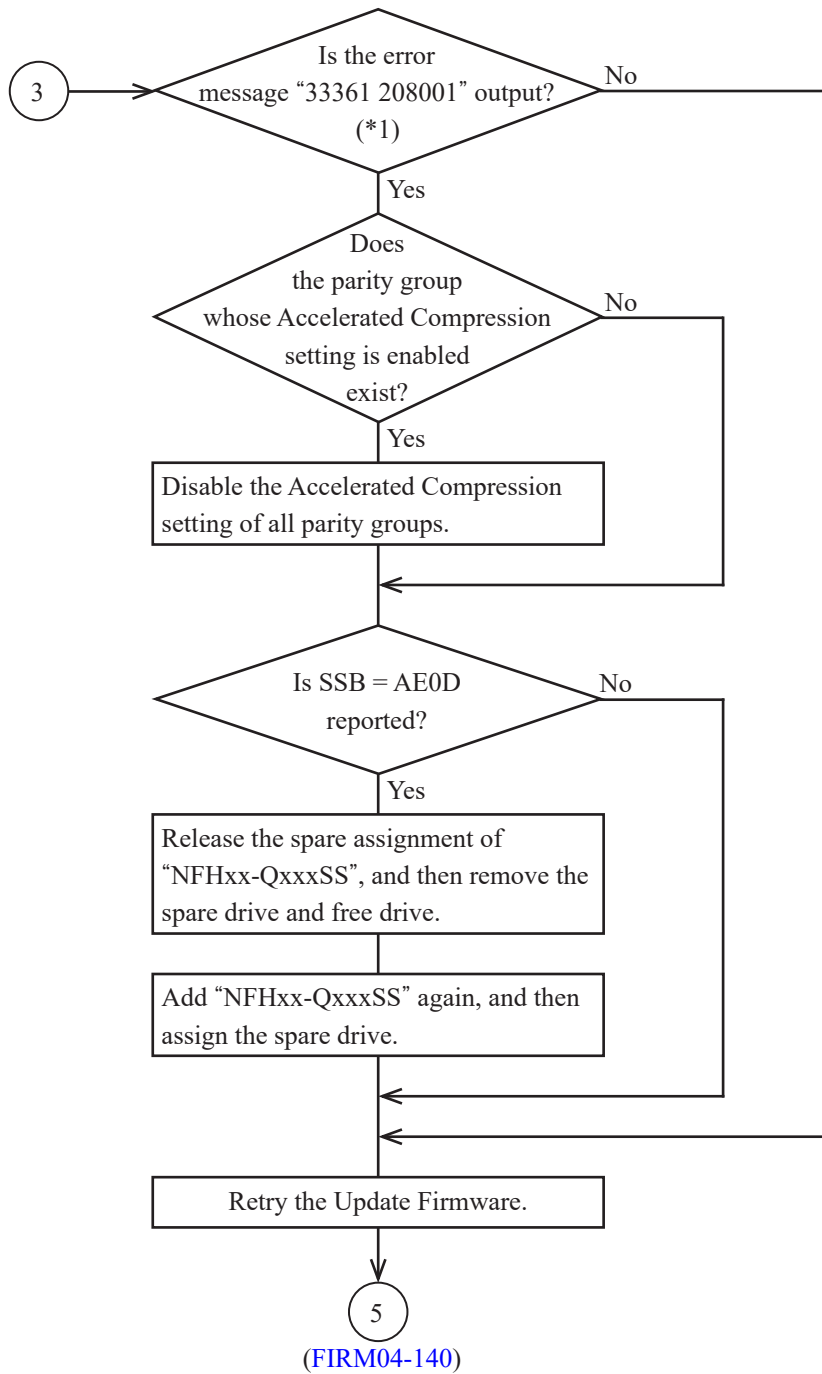 Is the error
3
message “33361 208001” output?
No
(*1)
Yes
Does
the parity group
No
whose Accelerated Compression
setting is enabled
exist?
Yes
Disable the Accelerated Compression
setting of all parity groups.
Is SSB = AE0D
No
reported?
Yes
Release the spare assignment of
“NFHxx-QxxxSS”, and then remove the
spare drive and free drive.
Add “NFHxx-QxxxSS” again, and then
assign the spare drive.
Retry the Update Firmware.
5
(FIRM04-140)